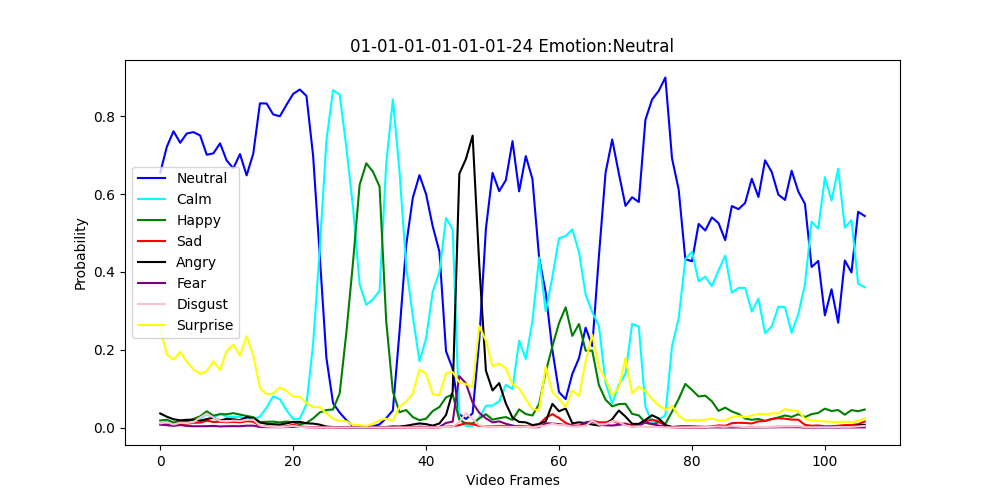 01-01-01-01-01-01-24 Emotion:Neutral
Probability
0.8
0.6
0.4
0.2
0.0
Neutral
Calm
Happy
Sad
Angry
Fear
Disgust
Surprise
0 20 40 60 80 100
Video Frames